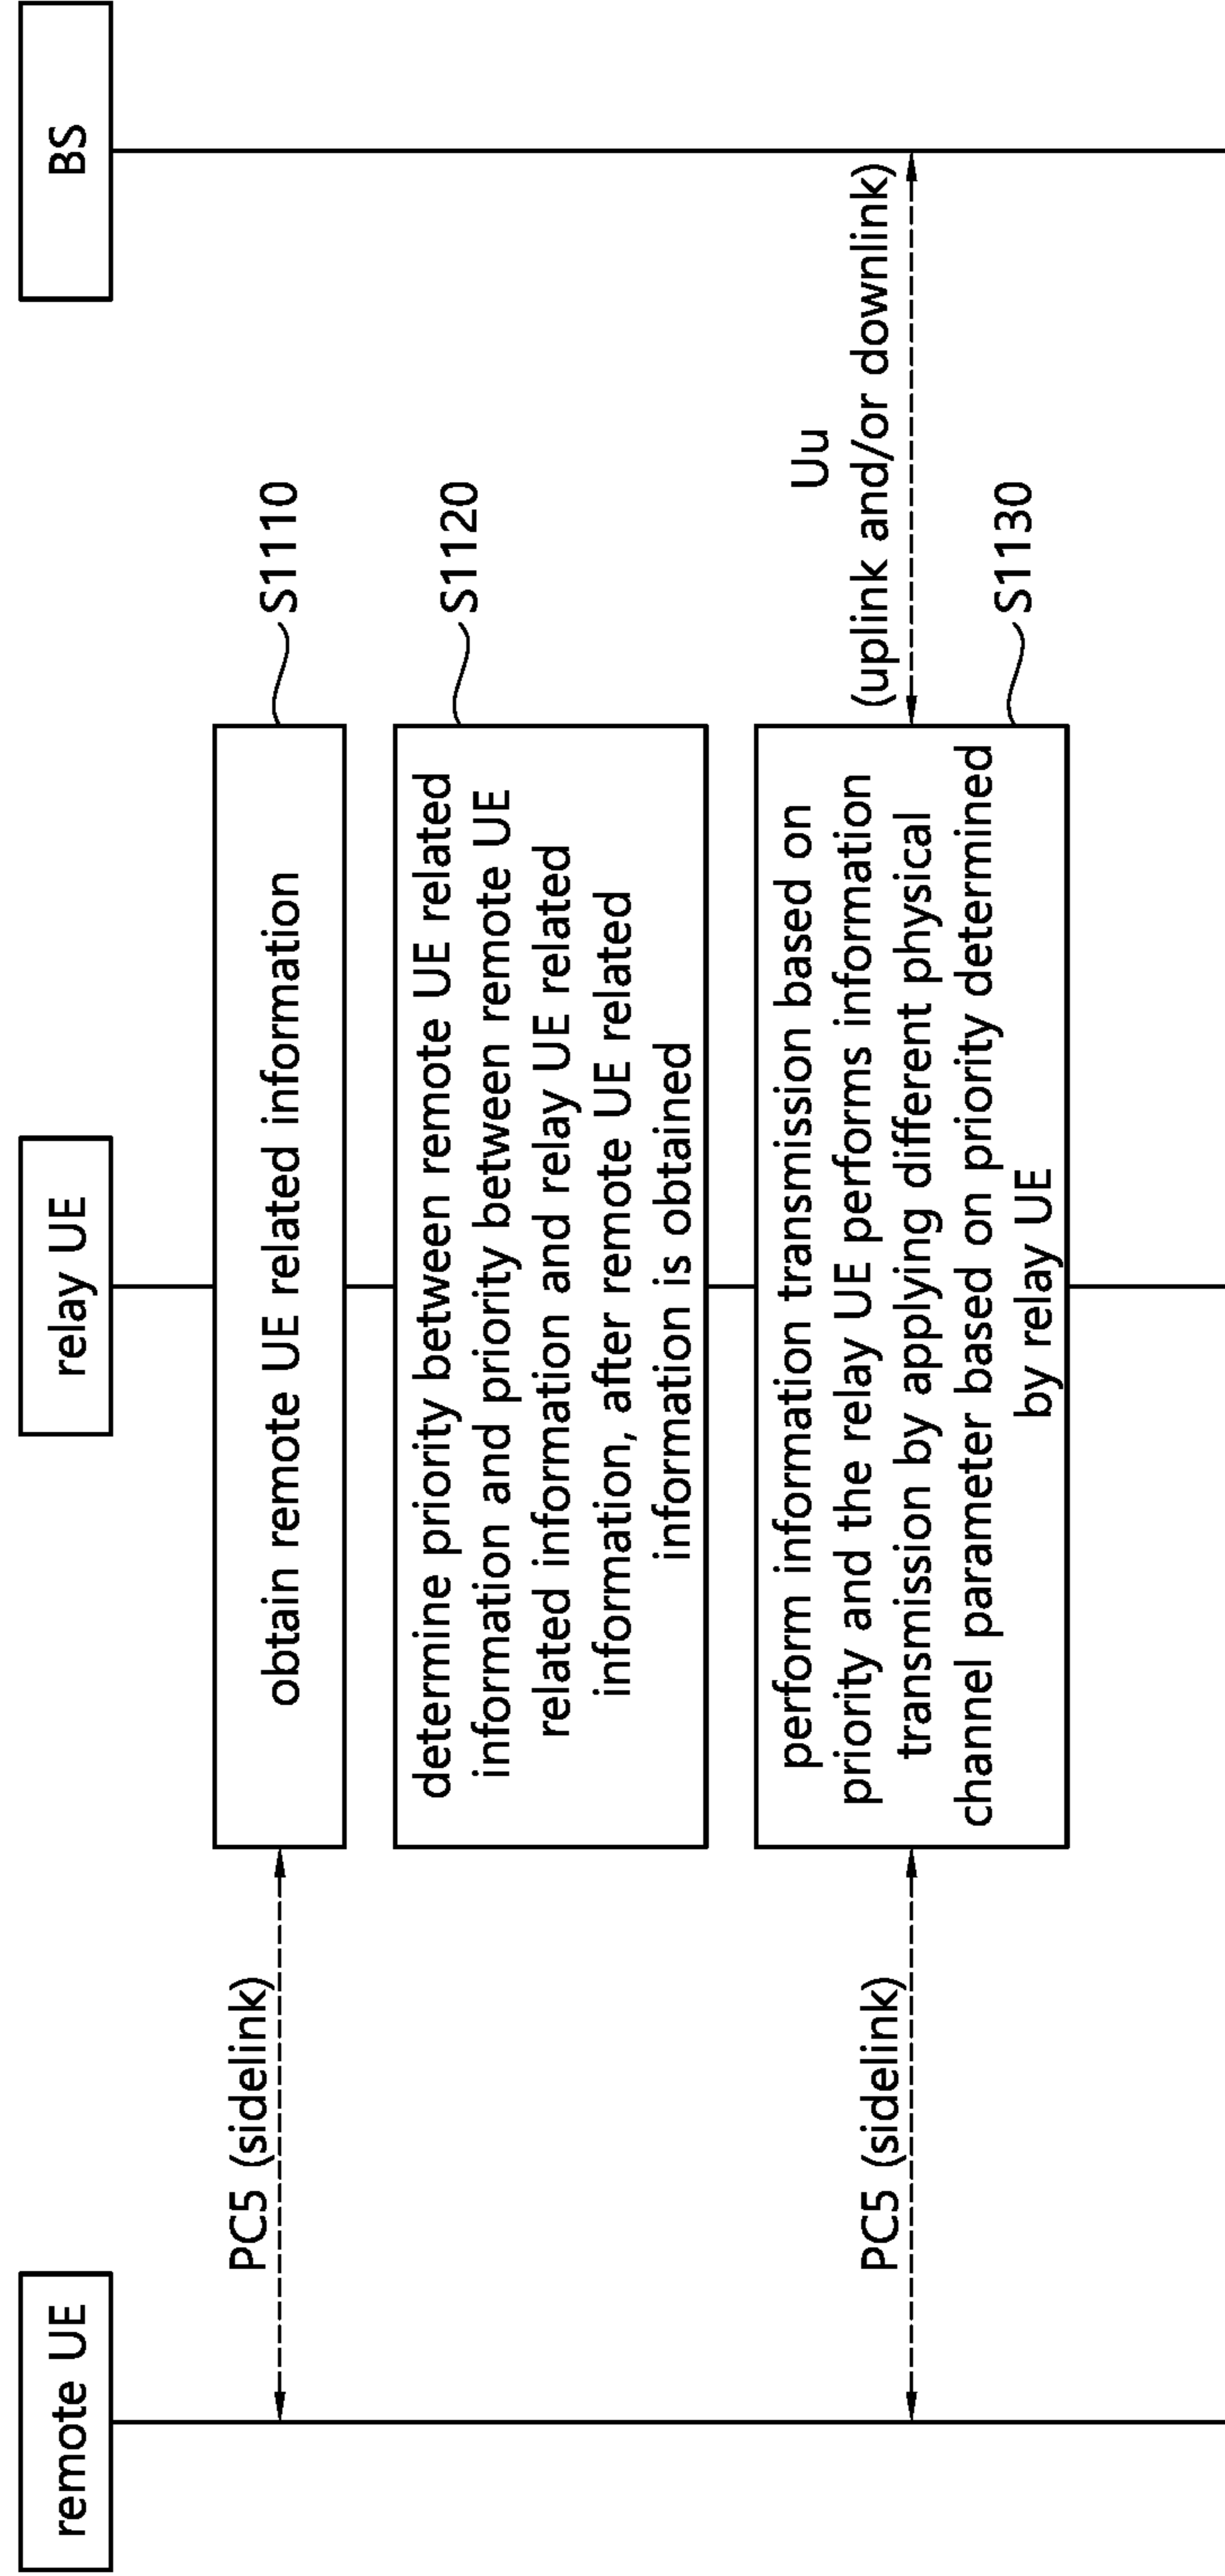 remote UE
relay UE
BS
PC5 (sidelink)
obtain remote UE related information
S1110
determine priority between remote UE related
information and priority between remote UE
related information and relay UE related
information, after remote UE related
information is obtained
S1120
PC5 (sidelink)
perform information transmission based on
priority and the relay UE performs information
transmission by applying different physical
channel parameter based on priority determined
by relay UE
Uu
(uplink and/or downlink)
S1130